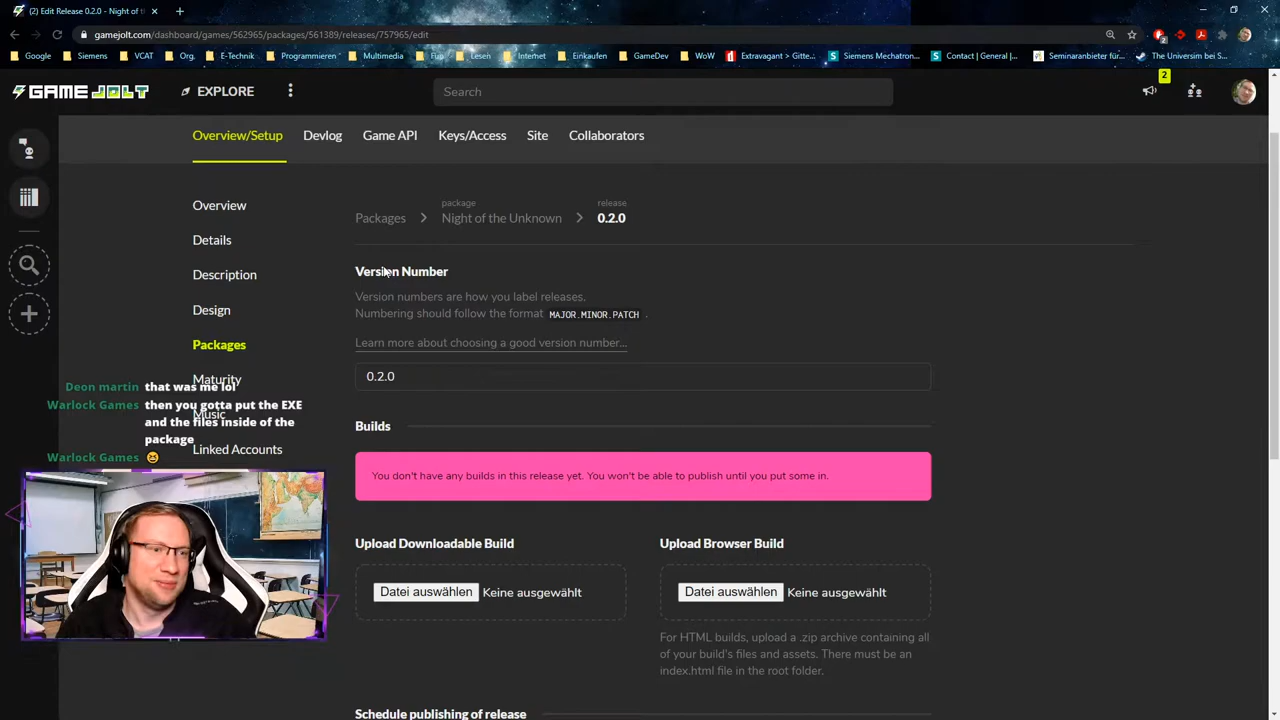 (2) Edit Release 0.2.0 - Night of t
gamejolt.com/dashboard/games/562965/packages/561389/releases/757965/edit
Google Siemens VCAT Org. E-Technik Programmieren Multimedia Fun Lesen Internet Einkaufen GameDev WoW Extravagant > Gitte... Siemens Mechatron... Contact | General |... Seminaranbieter für... The Universim bei S...
GAME JOLT EXPLORE Search 2
Overview/Setup Devlog Game API Keys/Access Site Collaborators
Overview
Details
Description
Design
Packages
Maturity
Music
Linked Accounts
package release
Packages > Night of the Unknown > 0.2.0
Version Number
Version numbers are how you label releases.
Numbering should follow the format MAJOR.MINOR.PATCH .
Learn more about choosing a good version number...
0.2.0
Builds
You don't have any builds in this release yet. You won't be able to publish until you put some in.
Upload Downloadable Build
Datei auswählen Keine ausgewählt
Upload Browser Build
Datei auswählen Keine ausgewählt
For HTML builds, upload a .zip archive containing all
of your build's files and assets. There must be an
index.html file in the root folder.
Schedule publishing of release
Deon martin that was me lol
Warlock Games then you gotta put the EXE
and the files inside of the
package
Warlock Games